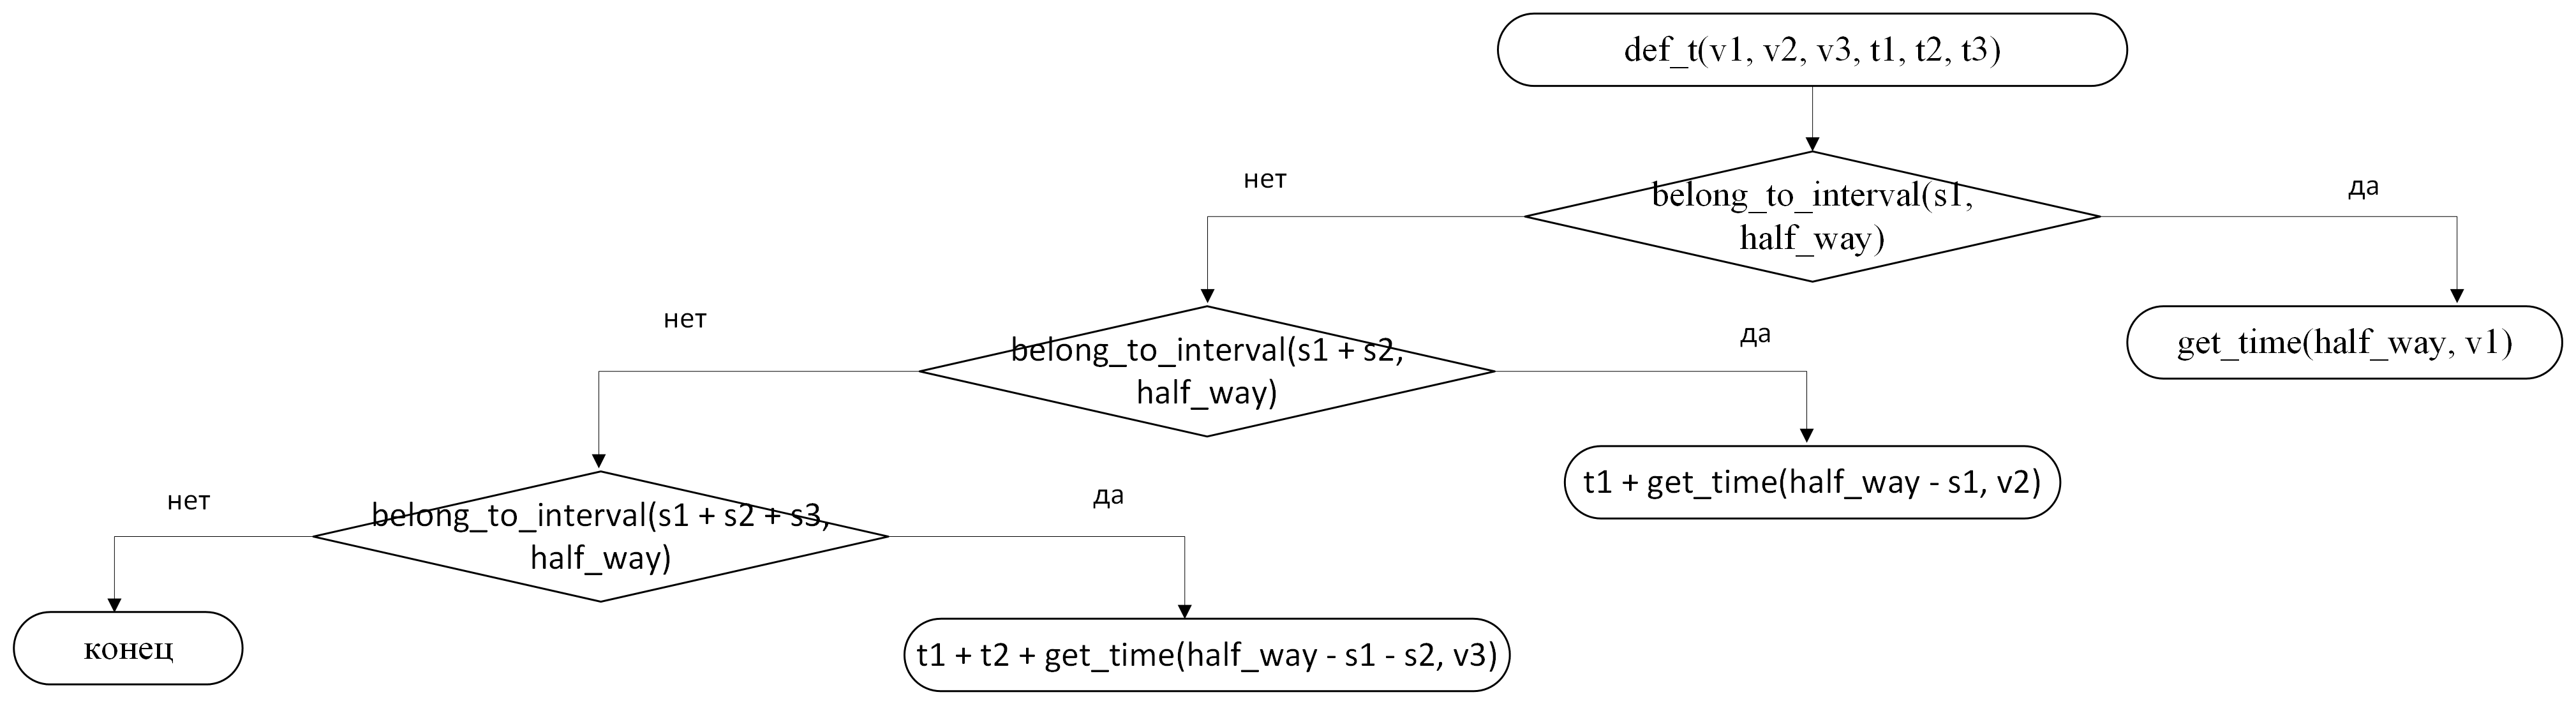 def_t(v1, v2, v3, t1, t2, t3)
нет
да
belong_to_interval(s1,
half_way)
нет
да
belong_to_interval(s1 + s2,
half_way)
get_time(half_way, v1)
нет
да
belong_to_interval(s1 + s2 + s3,
half_way)
t1 + get_time(half_way - s1, v2)
конец
t1 + t2 + get_time(half_way - s1 - s2, v3)